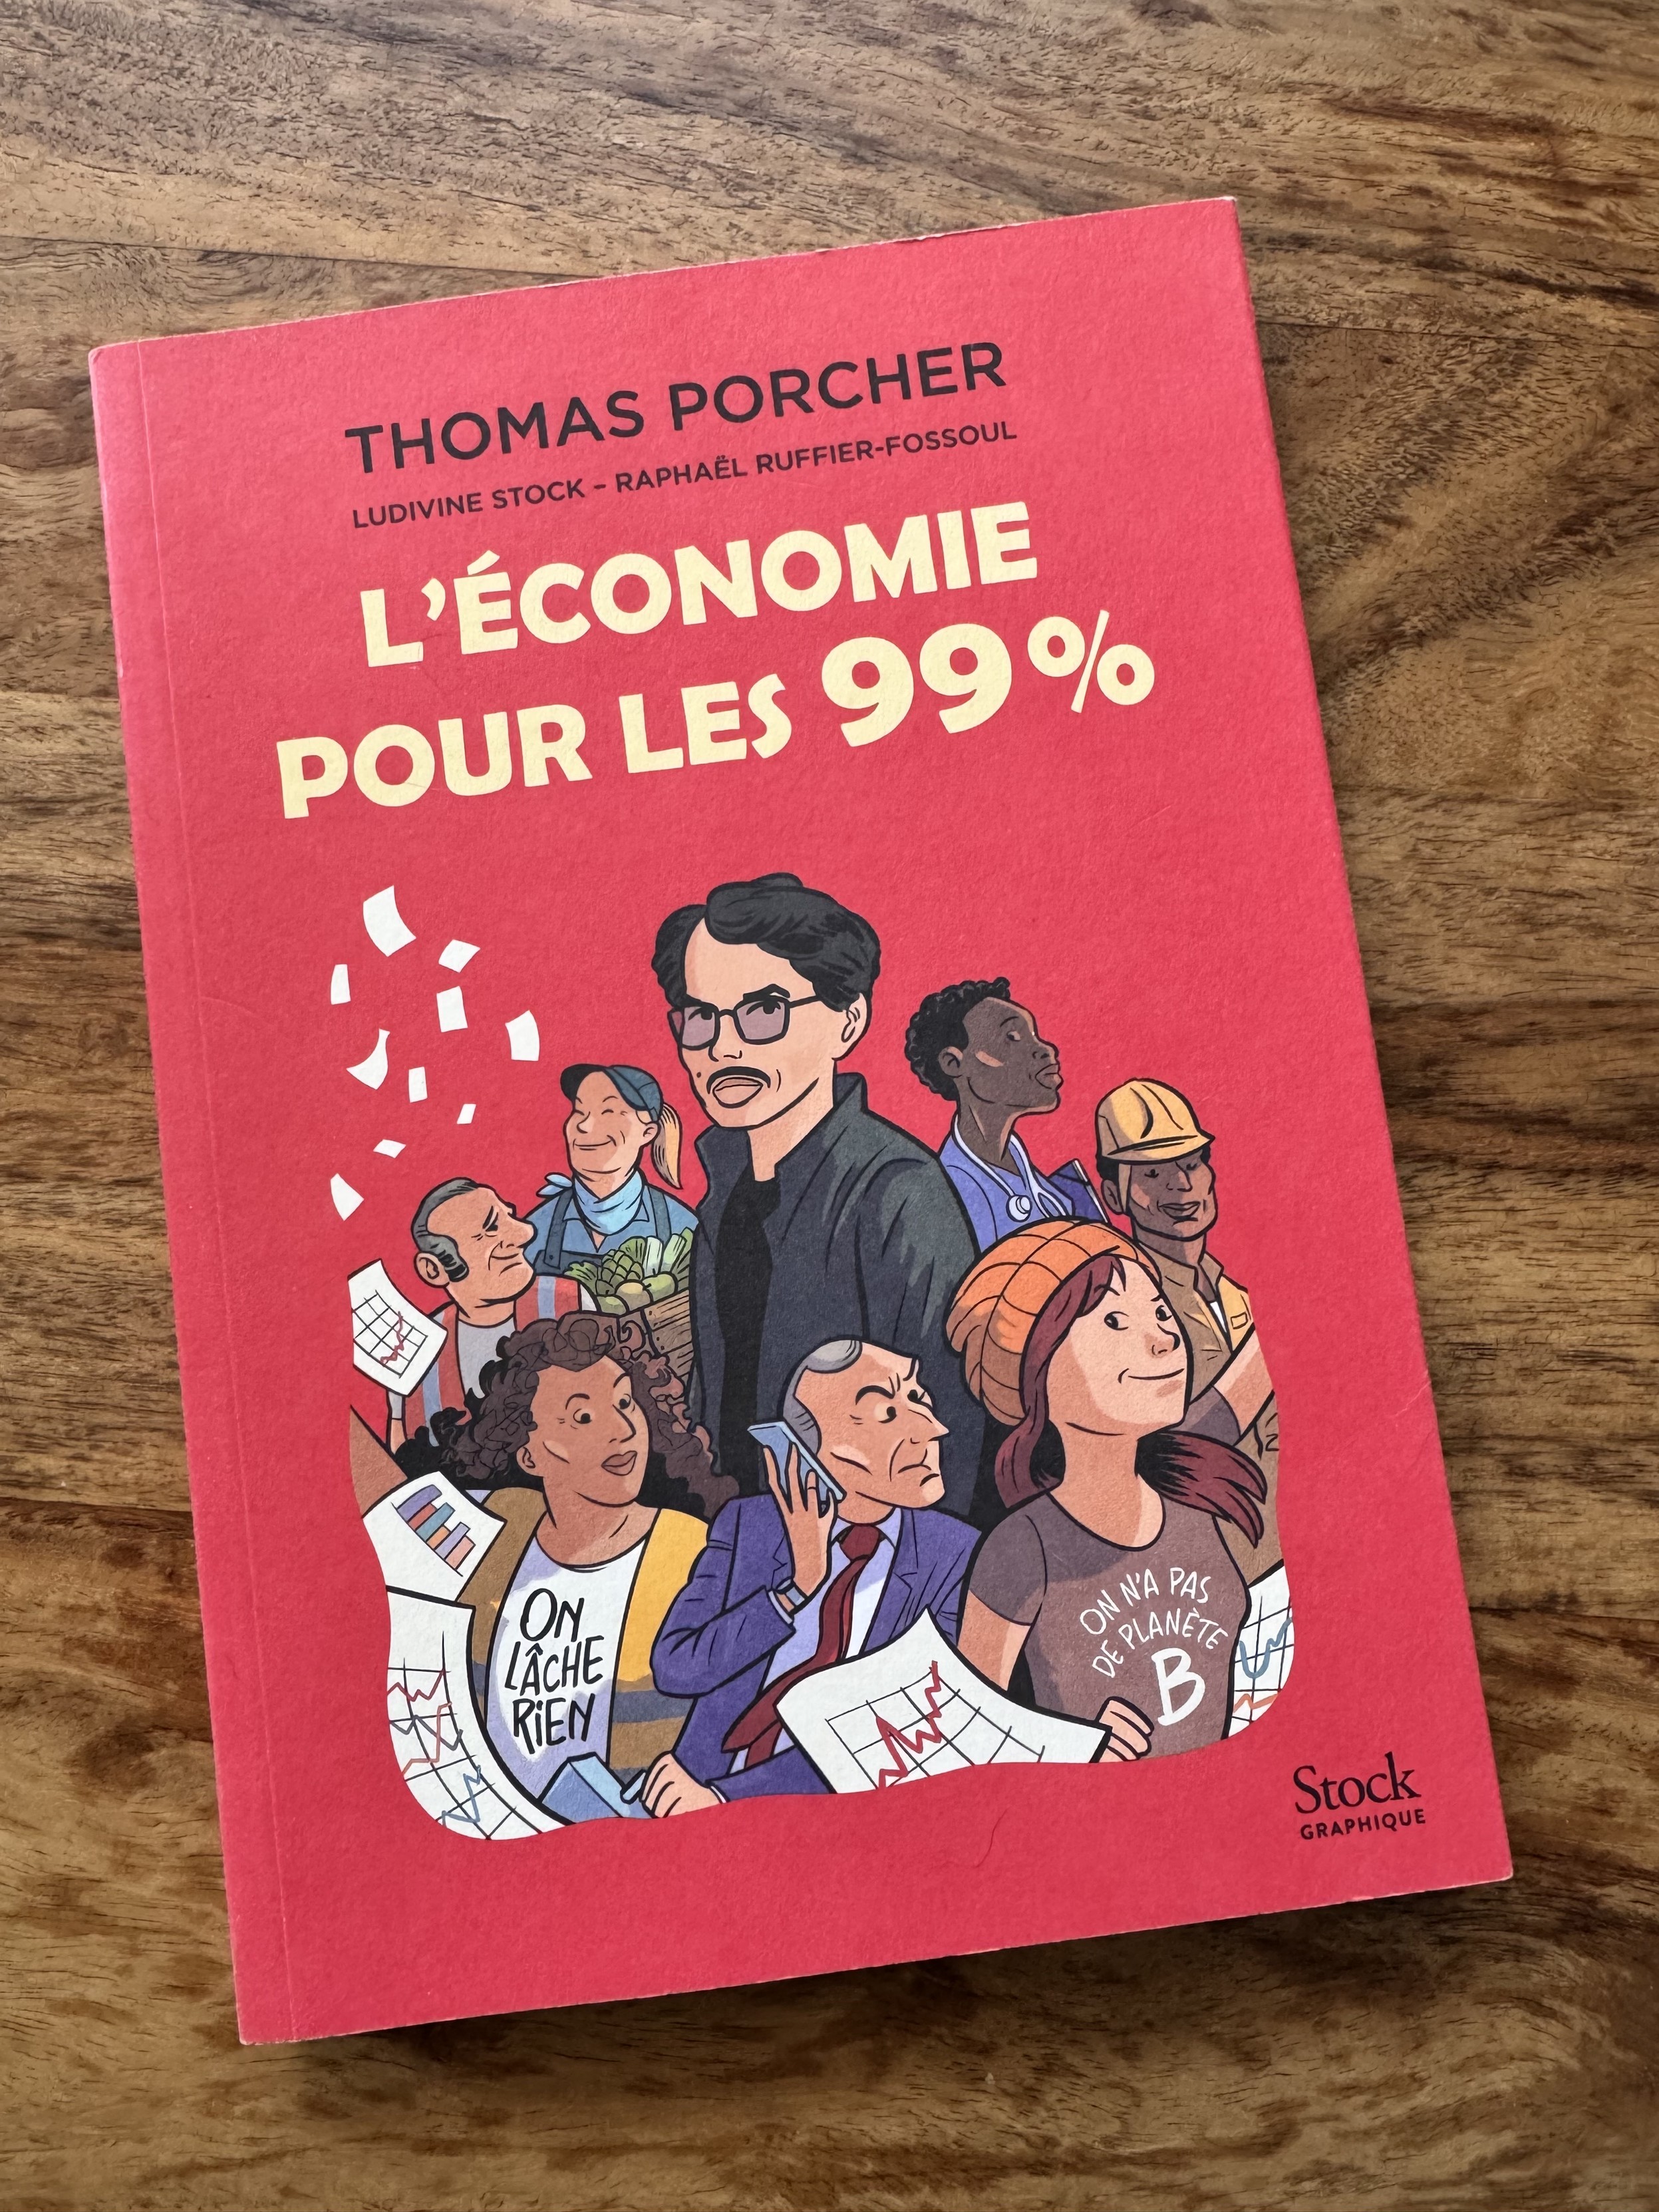 THOMAS PORCHER
LUDIVINE STOCK – RAPHAËL RUFFIER-FOSSOUL
L'ÉCONOMIE
POUR LES 99 %
ON
LÂCHE
RIEN
ON N'A PAS
DE PLANÈTE
B
Stock
GRAPHIQUE